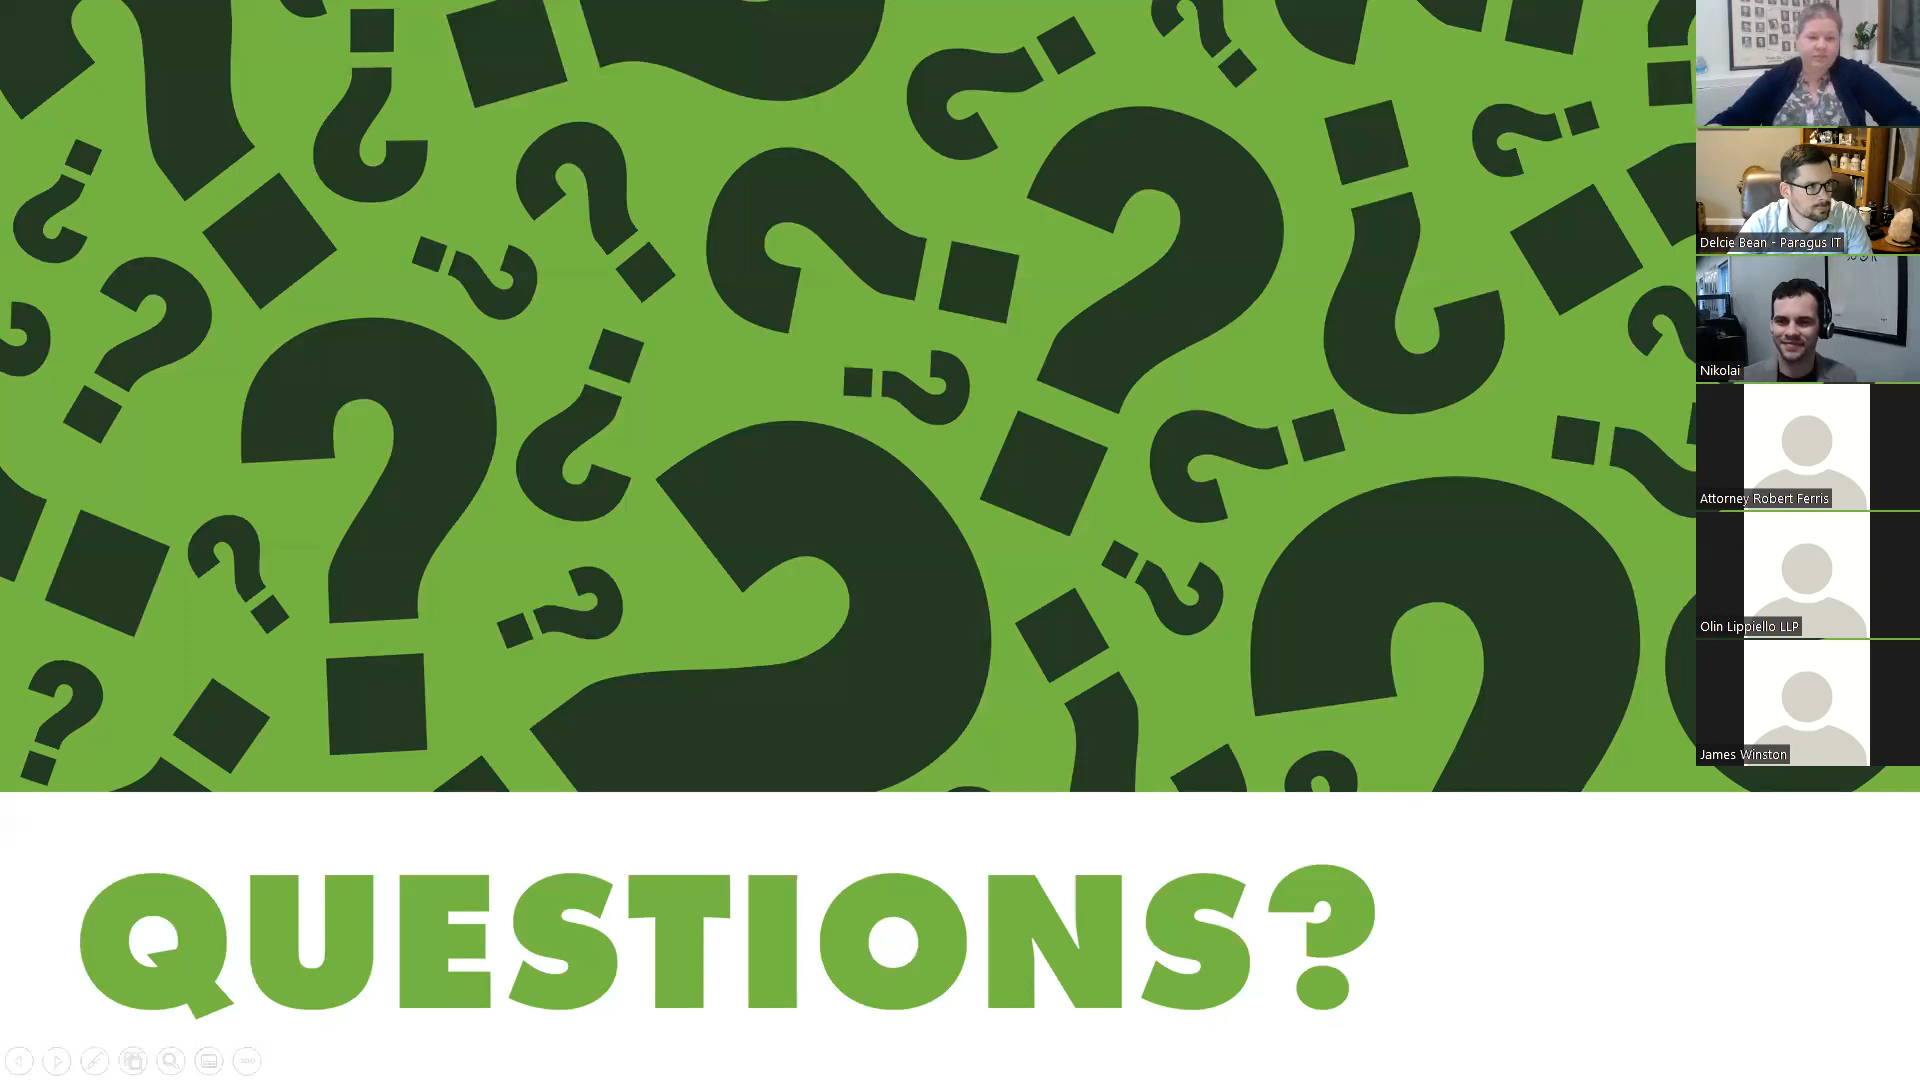 Delcie Bean - Paragus IT
Nikolai
Attorney Robert Ferris
Olin Lippiello LLP
James Winston
QUESTIONS?